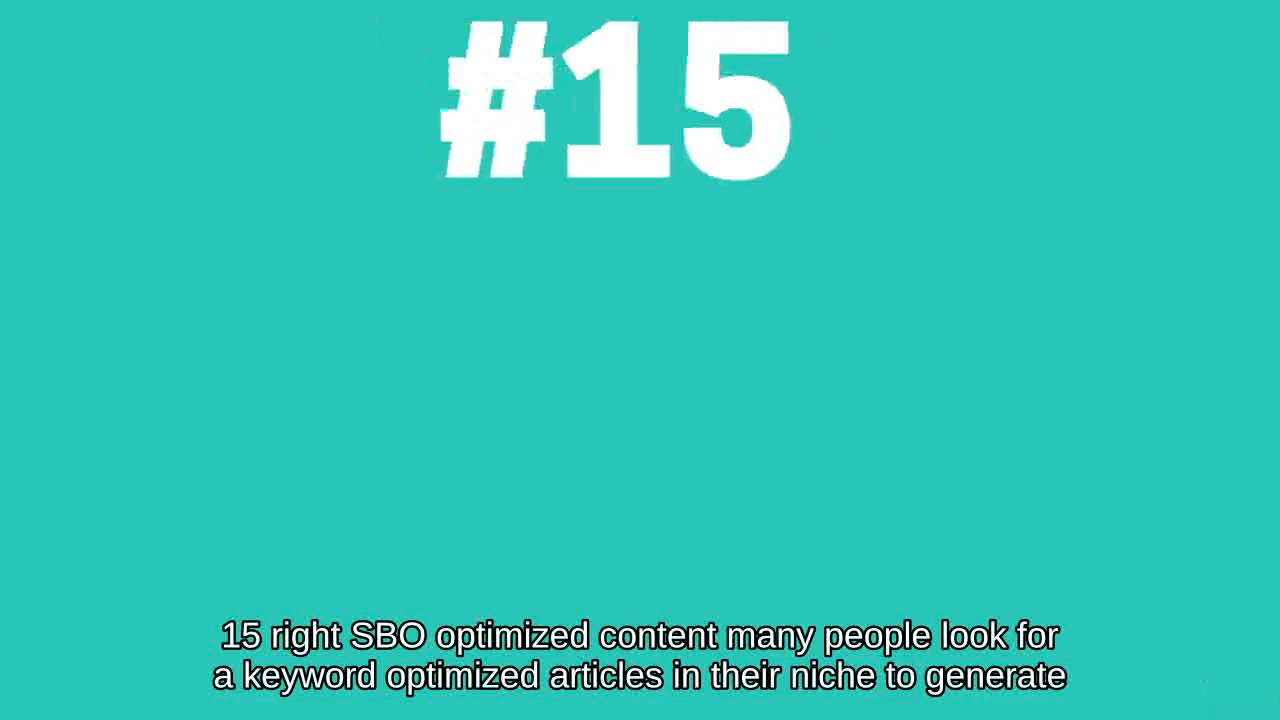 #15
15 right SBO optimized content many people look for
a keyword optimized articles in their niche to generate